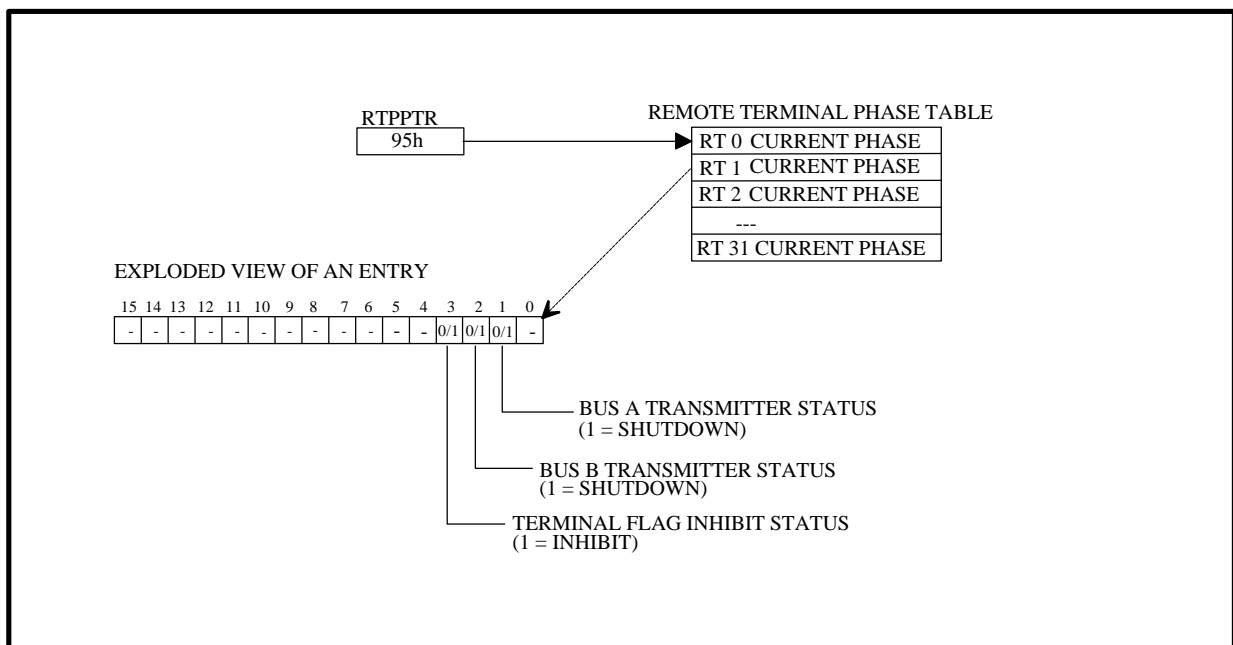 RTPPTR
95h
REMOTE TERMINAL PHASE TABLE
RT 0 CURRENT PHASE
RT 1 CURRENT PHASE
RT 2 CURRENT PHASE
---
RT 31 CURRENT PHASE
EXPLODED VIEW OF AN ENTRY
15 14 13 12 11 10 9 8 7 6 5 4 3 2 1 0
- - - - - - - - - - - - 0/1 0/1 0/1 -
BUS A TRANSMITTER STATUS
(1 = SHUTDOWN)
BUS B TRANSMITTER STATUS
(1 = SHUTDOWN)
TERMINAL FLAG INHIBIT STATUS
(1 = INHIBIT)